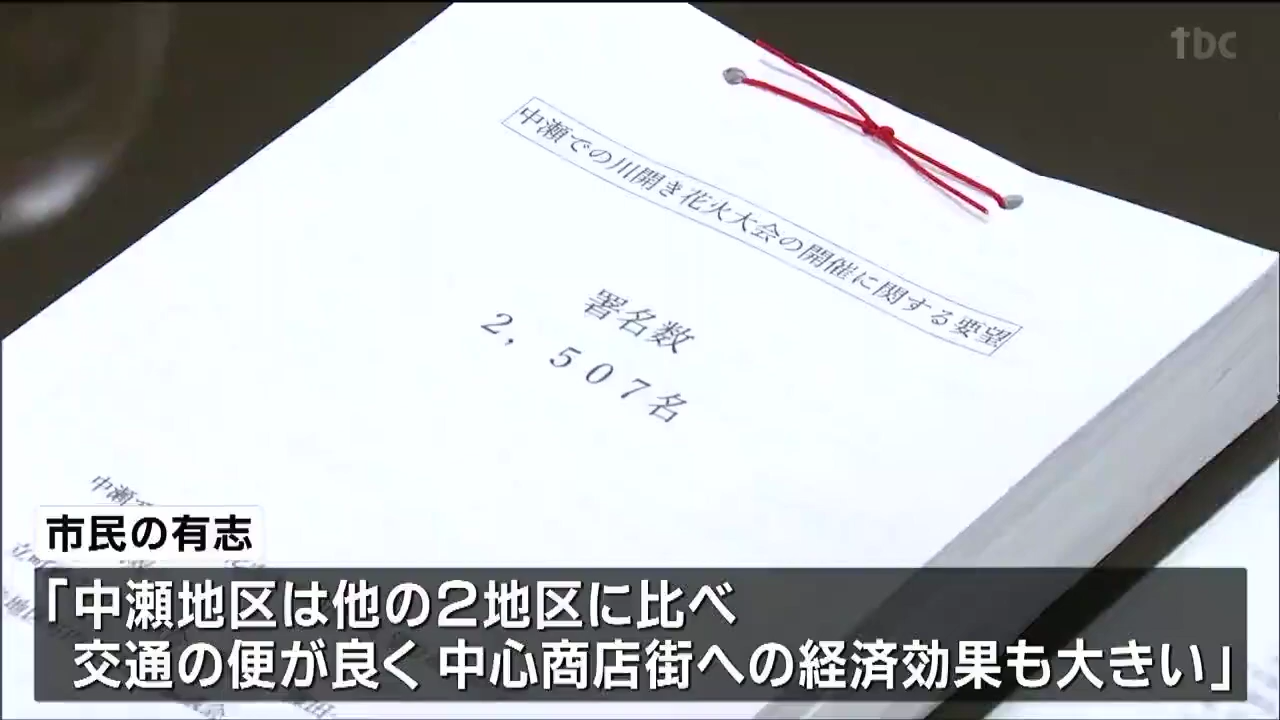 tbc
中瀬での川開き花火大会の開催に関する要望
署名数
２，５０７名
中瀬
市民の有志
「中瀬地区は他の2地区に比べ
交通の便が良く 中心商店街への経済効果も大きい」